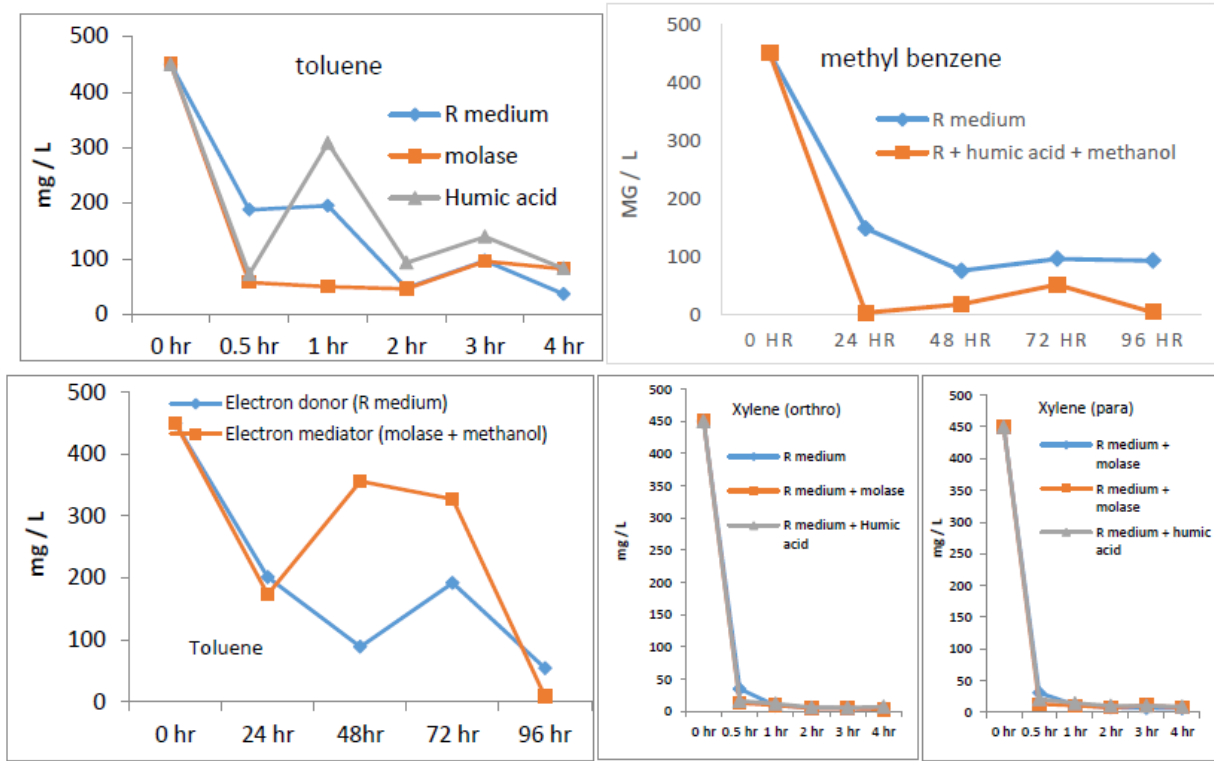 toluene
500
400
300
200
100
0
mg / L
R medium
molase
Humic acid
0 hr 0.5 hr 1 hr 2 hr 3 hr 4 hr
methyl benzene
500
400
300
200
100
0
MG / L
R medium
R + humic acid + methanol
0 HR 24 HR 48 HR 72 HR 96 HR
500
400
300
200
100
0
mg / L
Electron donor (R medium)
Electron mediator (molase + methanol)
Toluene
0 hr 24 hr 48hr 72 hr 96 hr
Xylene (orthro)
500
450
400
350
300
250
200
150
100
50
0
mg / L
R medium
R medium + molase
R medium + Humic
acid
0 hr 0.5 hr 1 hr 2 hr 3 hr 4 hr
Xylene (para)
500
450
400
350
300
250
200
150
100
50
0
mg / L
R medium +
molase
R medium +
molase
R medium + humic
acid
0 hr 0.5 hr 1 hr 2 hr 3 hr 4 hr